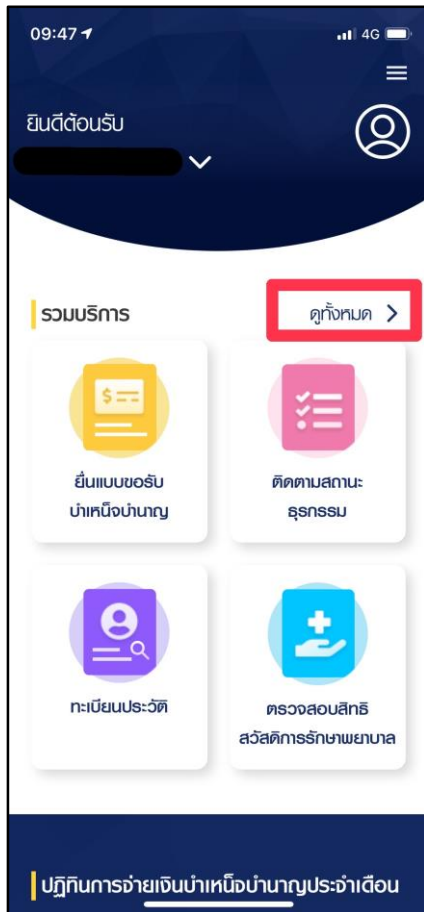 09:47
4G
ยินดีต้อนรับ
รวมบริการ
ดูทั้งหมด
ยื่นแบบขอรับ
บำเหน็จบำนาญ
ติดตามสถานะ
ธุรกรรม
ทะเบียนประวัติ
ตรวจสอบสิทธิ
สวัสดิการรักษาพยาบาล
ปฏิทินการจ่ายเงินบำเหน็จบำนาญประจำเดือน